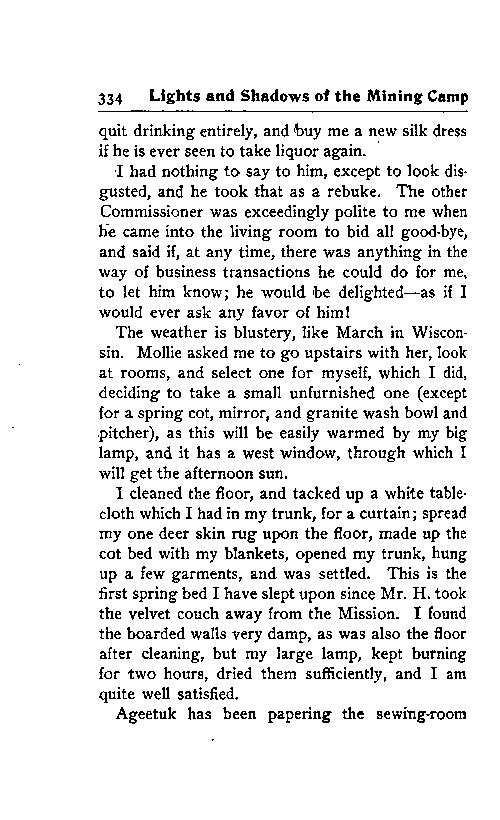 334 Lights and Shadows of the Mining Camp
quit drinking entirely, and buy me a new silk dress
if he is ever seen to take liquor again.
I had nothing to say to him, except to look dis-
gusted, and he took that as a rebuke. The other
Commissioner was exceedingly polite to me when
he came into the living room to bid all good-bye,
and said if, at any time, there was anything in the
way of business transactions he could do for me,
to let him know; he would be delighted—as if I
would ever ask any favor of him!
The weather is blustery, like March in Wiscon-
sin. Mollie asked me to go upstairs with her, look
at rooms, and select one for myself, which I did,
deciding to take a small unfurnished one (except
for a spring cot, mirror, and granite wash bowl and
pitcher), as this will be easily warmed by my big
lamp, and it has a west window, through which I
will get the afternoon sun.
I cleaned the floor, and tacked up a white table-
cloth which I had in my trunk, for a curtain; spread
my one deer skin rug upon the floor, made up the
cot bed with my blankets, opened my trunk, hung
up a few garments, and was settled. This is the
first spring bed I have slept upon since Mr. H. took
the velvet couch away from the Mission. I found
the boarded walls very damp, as was also the floor
after cleaning, but my large lamp, kept burning
for two hours, dried them sufficiently, and I am
quite well satisfied.
Ageetuk has been papering the sewing-room